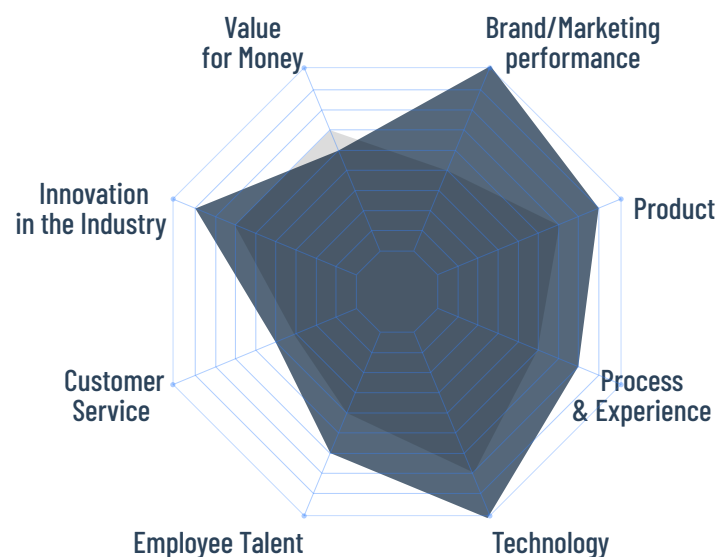 Value
for Money
Brand/Marketing
performance
Innovation
in the Industry
Product
Customer
Service
Process
& Experience
Employee Talent
Technology